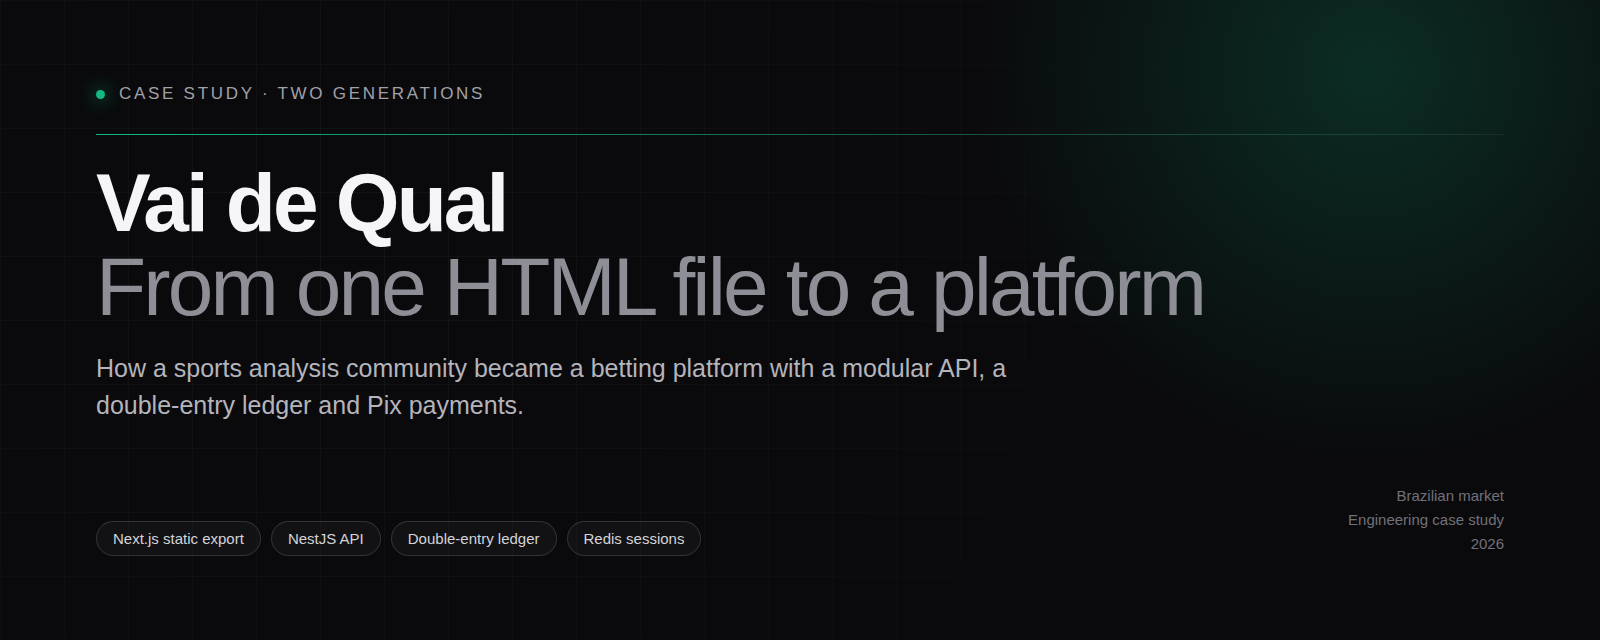 CASE STUDY · TWO GENERATIONS
Vai de Qual
From one HTML file to a platform
How a sports analysis community became a betting platform with a modular API, a
double-entry ledger and Pix payments.
Next.js static export
NestJS API
Double-entry ledger
Redis sessions
Brazilian market
Engineering case study
2026